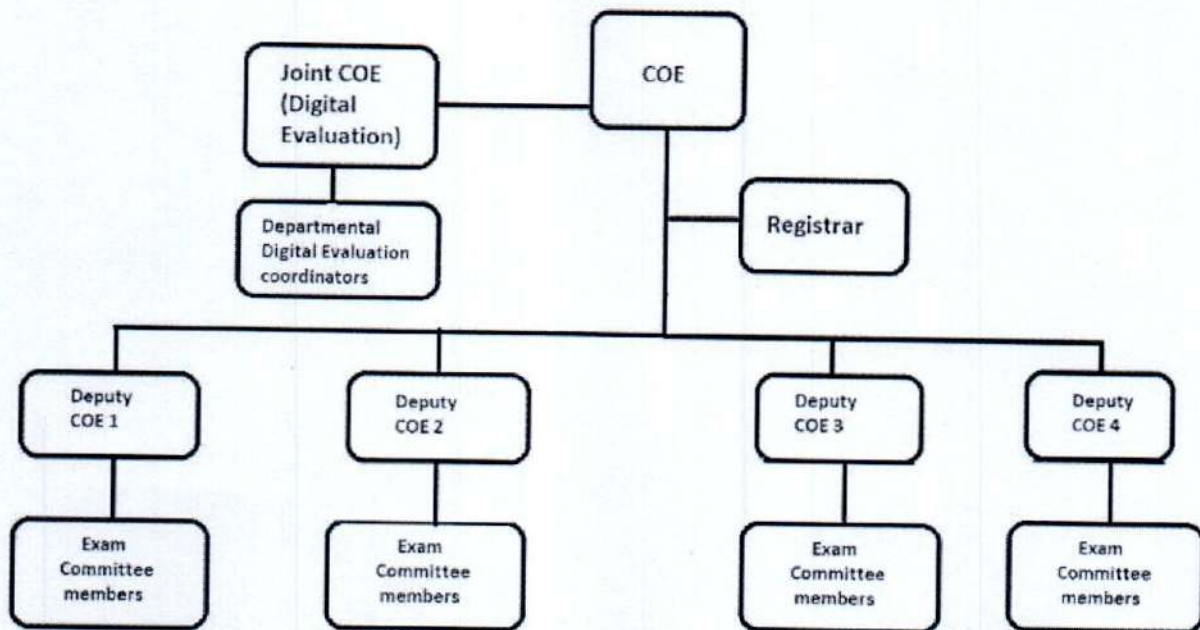 Joint COE
(Digital
Evaluation)
COE
Departmental
Digital Evaluation
coordinators
Registrar
Deputy
COE 1
Deputy
COE 2
Deputy
COE 3
Deputy
COE 4
Exam
Committee
members
Exam
Committee
members
Exam
Committee
members
Exam
Committee
members